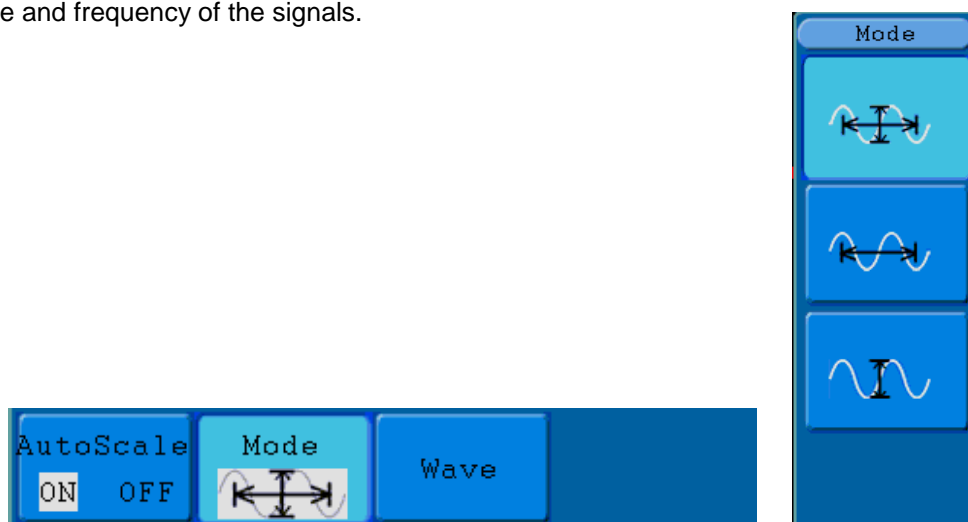 e and frequency of the signals.
Mode
AutoScale
ON OFF
Mode
Wave